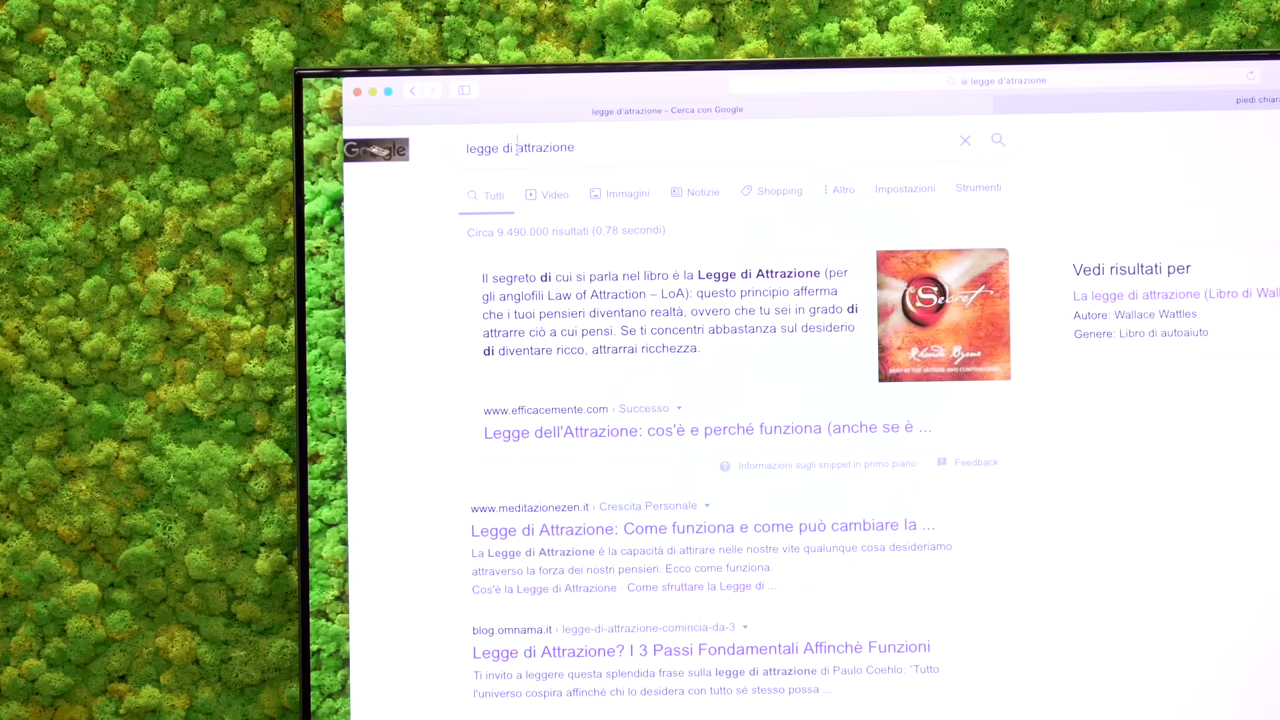 legge d'atrazione
legge d'atrazione - Cerca con Google
piedi chiara
Google
legge di attrazione
Tutti Video Immagini Notizie Shopping Altro Impostazioni Strumenti
Circa 9.490.000 risultati (0,78 secondi)
Il segreto di cui si parla nel libro è la Legge di Attrazione (per
gli anglofili Law of Attraction – LoA): questo principio afferma
che i tuoi pensieri diventano realtà, ovvero che tu sei in grado di
attrarre ciò a cui pensi. Se ti concentri abbastanza sul desiderio
di diventare ricco, attrarrai ricchezza.
Secret
Rhonda Byrne
Vedi risultati per
La legge di attrazione (Libro di Wall
Autore: Wallace Wattles
Genere: Libro di autoaiuto
www.efficacemente.com › Successo
Legge dell'Attrazione: cos'è e perché funziona (anche se è ...
Informazioni sugli snippet in primo piano Feedback
www.meditazionezen.it › Crescita Personale
Legge di Attrazione: Come funziona e come può cambiare la ...
La Legge di Attrazione è la capacità di attirare nelle nostre vite qualunque cosa desideriamo
attraverso la forza dei nostri pensieri. Ecco come funziona.
Cos'è la Legge di Attrazione · Come sfruttare la Legge di ...
blog.omnama.it › legge-di-attrazione-comincia-da-3
Legge di Attrazione? I 3 Passi Fondamentali Affinchè Funzioni
Ti invito a leggere questa splendida frase sulla legge di attrazione di Paulo Coehlo: “Tutto
l'universo cospira affinché chi lo desidera con tutto sé stesso possa ...